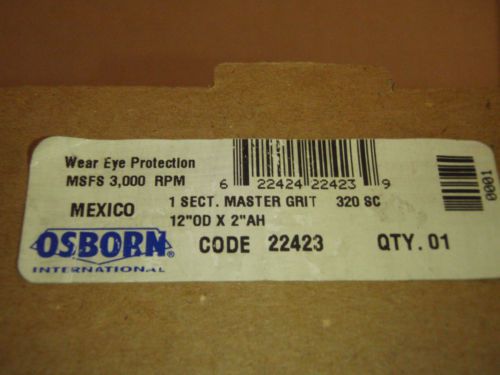 Wear Eye Protection
MSFS 3,000 RPM
6 22424 22423 9
MEXICO
1 SECT. MASTER GRIT 320 SC
12"OD X 2"AH
OSBORN®
INTERNATIONAL
CODE 22423
QTY. 01
0001